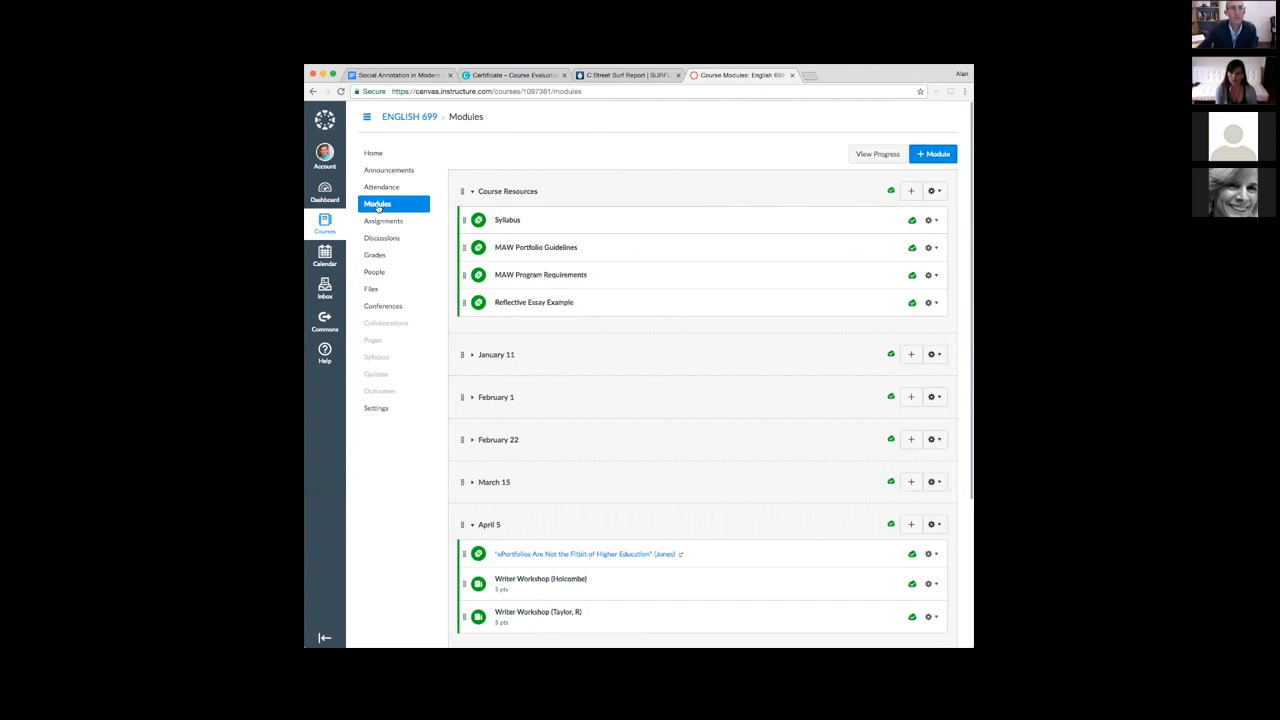 Social Annotation in Modern
Certificate – Course Evaluati
C Street Surf Report | SURFL
Course Modules: English 699
Alan
Secure https://canvas.instructure.com/courses/1097381/modules
ENGLISH 699 › Modules
Account
Dashboard
Courses
Calendar
Inbox
Commons
Help
Home
Announcements
Attendance
Modules
Assignments
Discussions
Grades
People
Files
Conferences
Collaborations
Pages
Syllabus
Quizzes
Outcomes
Settings
View Progress
+ Module
Course Resources
Syllabus
MAW Portfolio Guidelines
MAW Program Requirements
Reflective Essay Example
January 11
February 1
February 22
March 15
April 5
"ePortfolios Are Not the Fitbit of Higher Education" (Jones)
Writer Workshop (Holcombe)
5 pts
Writer Workshop (Taylor, R)
5 pts